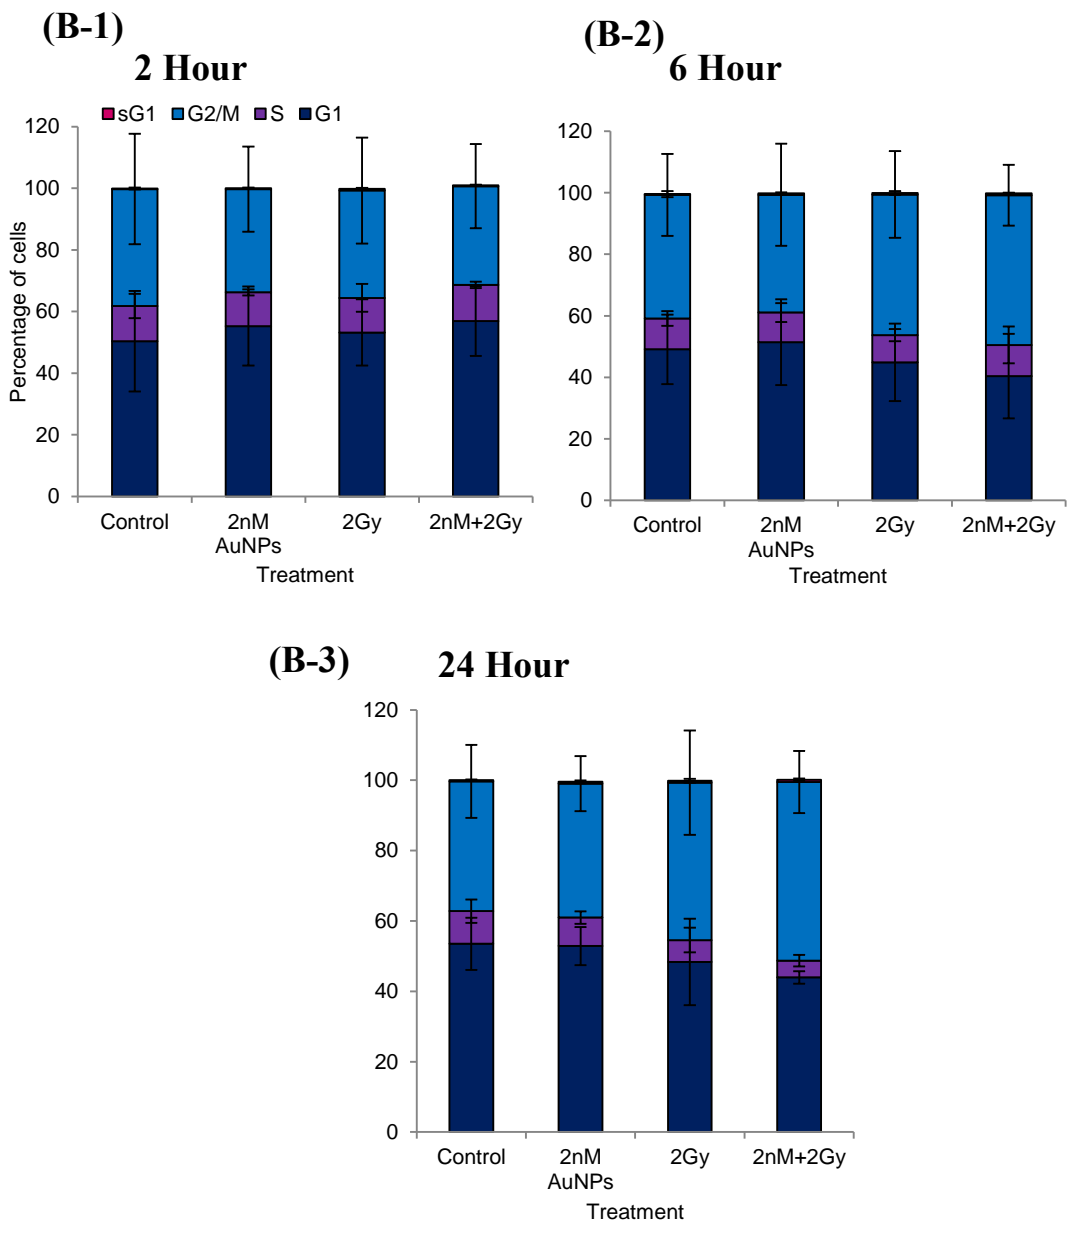 (B-1)
2 Hour
sG1 G2/M S G1
120
100
80
60
40
20
0
Percentage of cells
Control
2nM
AuNPs
2Gy
2nM+2Gy
Treatment
(B-2)
6 Hour
120
100
80
60
40
20
0
Control
2nM
AuNPs
2Gy
2nM+2Gy
Treatment
(B-3)
24 Hour
120
100
80
60
40
20
0
Control
2nM
AuNPs
2Gy
2nM+2Gy
Treatment